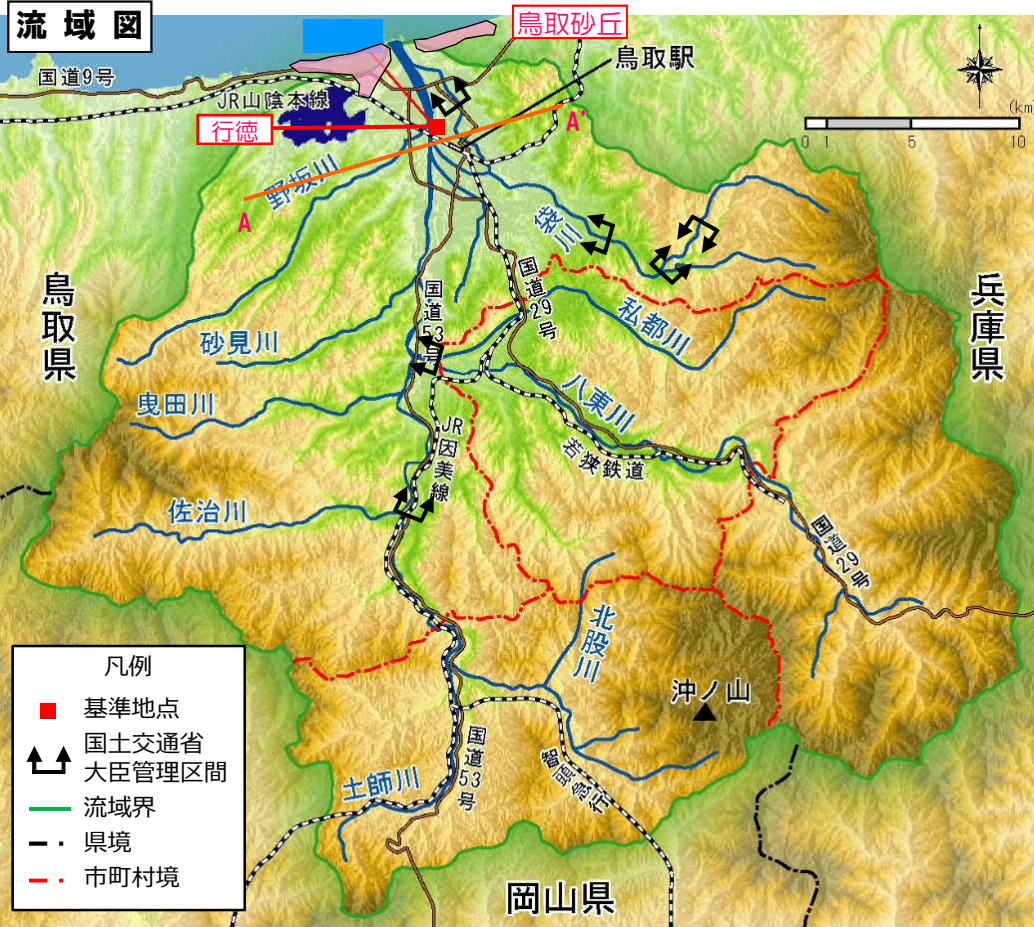 流域図
鳥取砂丘
国道9号
鳥取駅
JR山陰本線
行徳
A'
(km)
0 1 5 10
野坂川
A
袋川
鳥取県
国道53号
国道29号
私都川
兵庫県
砂見川
八東川
曳田川
JR因美線
若狭鉄道
佐治川
国道29号
北股川
沖ノ山
凡例
基準地点
国土交通省
大臣管理区間
流域界
県境
市町村境
国道53号
智頭急行
土師川
岡山県